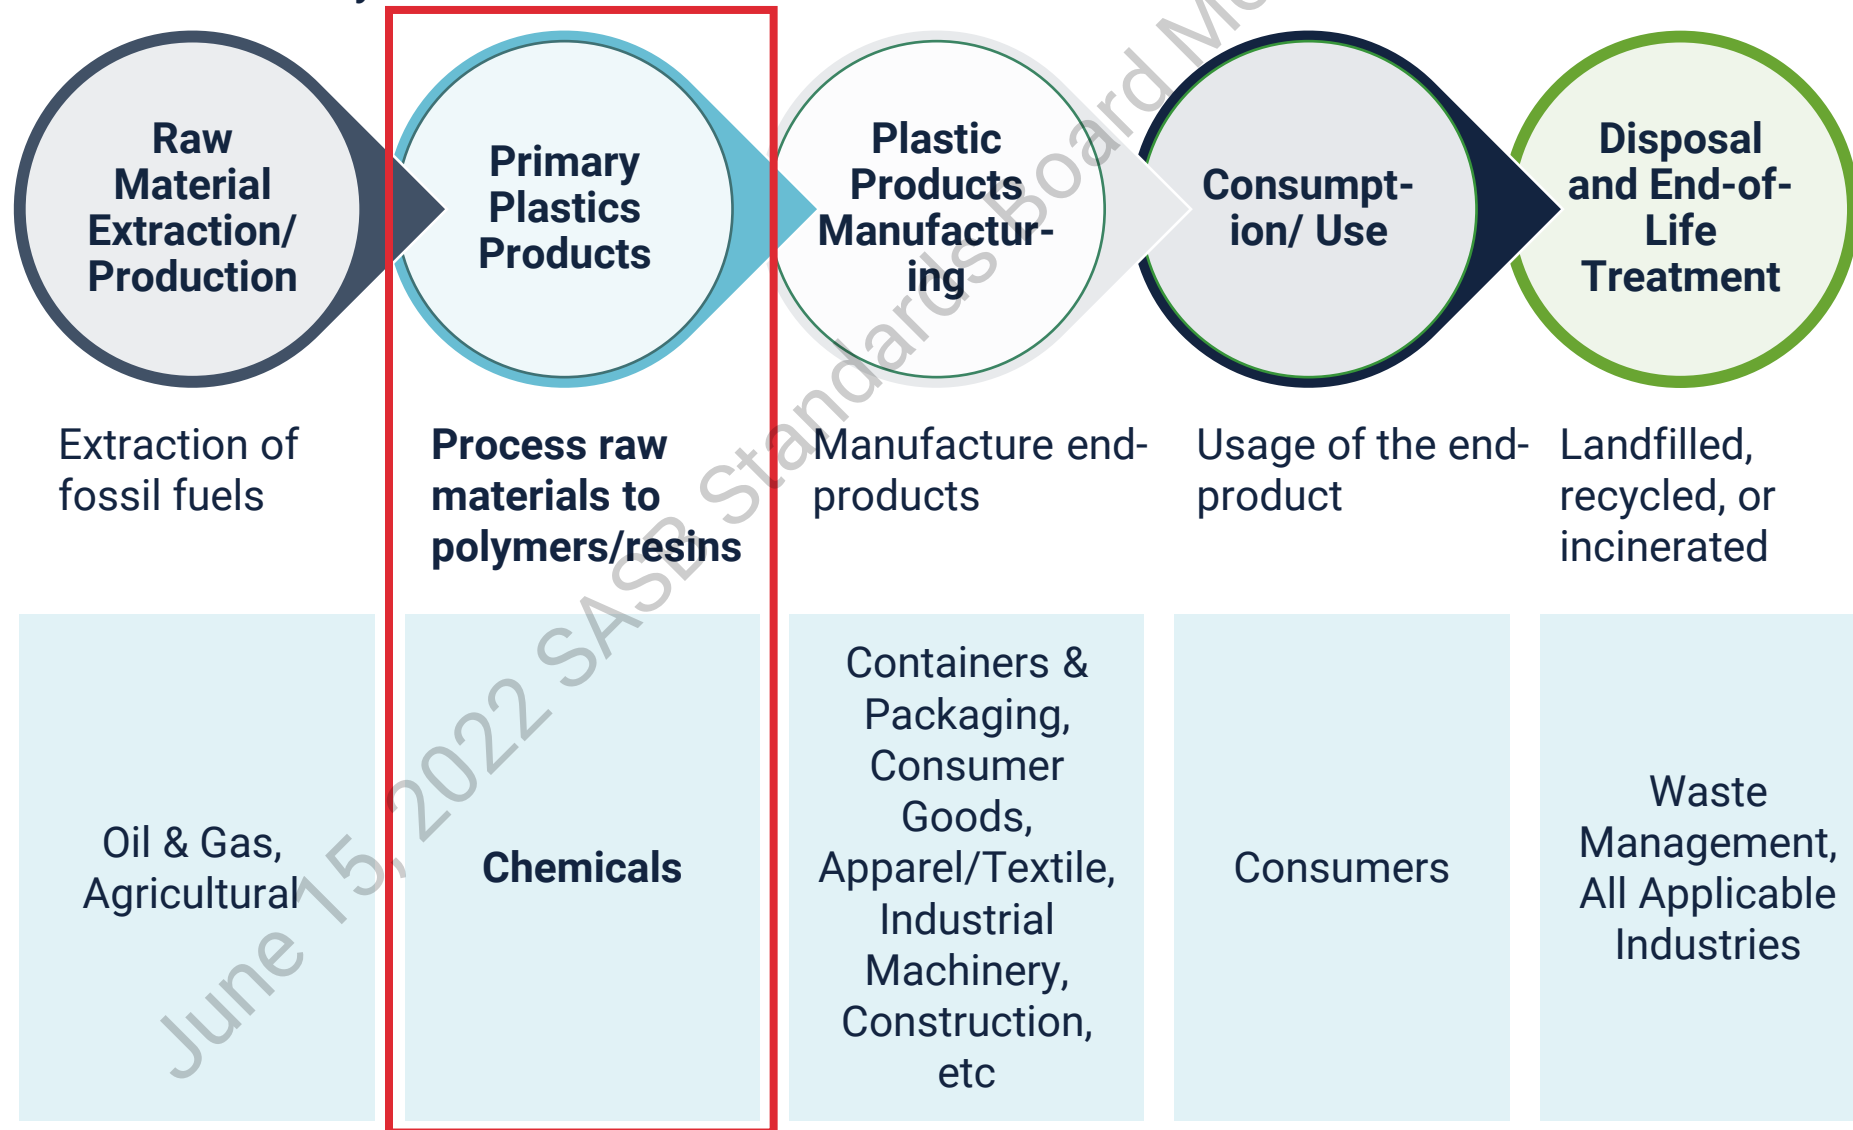 Raw
Material
Extraction/
Production
Primary
Plastics
Products
Plastic
Products
Manufactur-
ing
Consumpt-
ion/ Use
Disposal
and End-of-
Life
Treatment
Extraction of
fossil fuels
Process raw
materials to
polymers/resins
Manufacture end-
products
Usage of the end-
product
Landfilled,
recycled, or
incinerated
Oil & Gas,
Agricultural
Chemicals
Containers &
Packaging,
Consumer
Goods,
Apparel/Textile,
Industrial
Machinery,
Construction,
etc
Consumers
Waste
Management,
All Applicable
Industries
June 15, 2022 SASB Standards Board